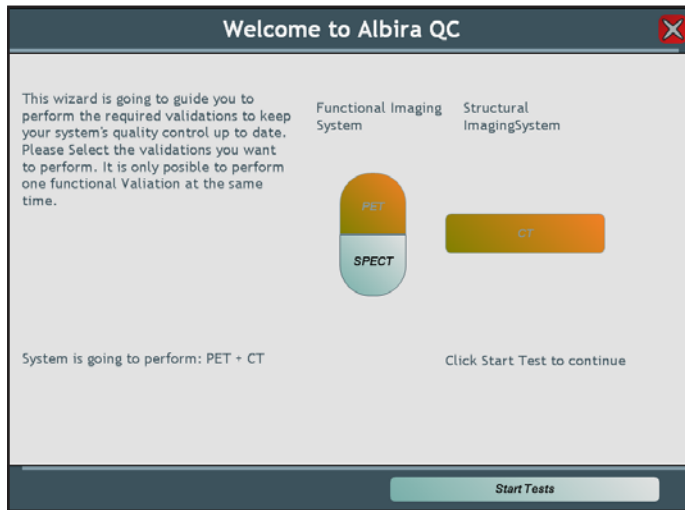 Welcome to Albira QC
This wizard is going to guide you to
perform the required validations to keep
your system's quality control up to date.
Please Select the validations you want
to perform. It is only posible to perform
one functional Valiation at the same
time.
Functional Imaging
System
Structural
ImagingSystem
PET
SPECT
CT
System is going to perform: PET + CT
Click Start Test to continue
Start Tests